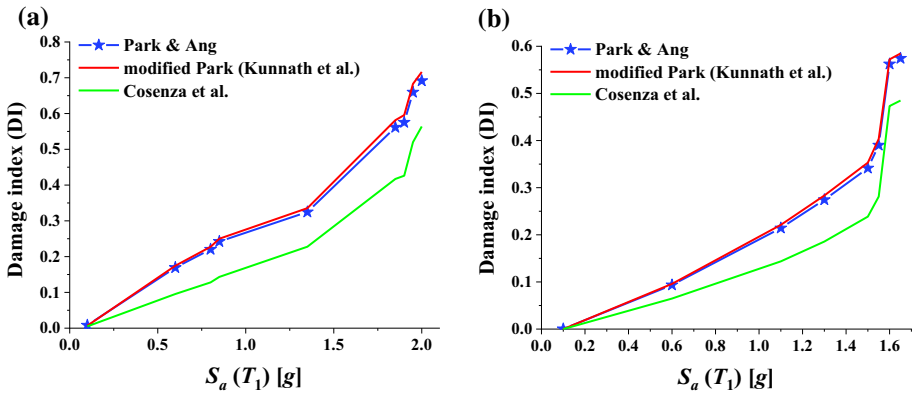 (a)
Park & Ang
modified Park (Kunnath et al.)
Cosenza et al.
Damage index (DI)
0.8
0.7
0.6
0.5
0.4
0.3
0.2
0.1
0.0
0.0 0.5 1.0 1.5 2.0
Sa (T1) [g]
(b)
Park & Ang
modified Park (Kunnath et al.)
Cosenza et al.
Damage index (DI)
0.6
0.5
0.4
0.3
0.2
0.1
0.0
0.0 0.2 0.4 0.6 0.8 1.0 1.2 1.4 1.6
Sa (T1) [g]